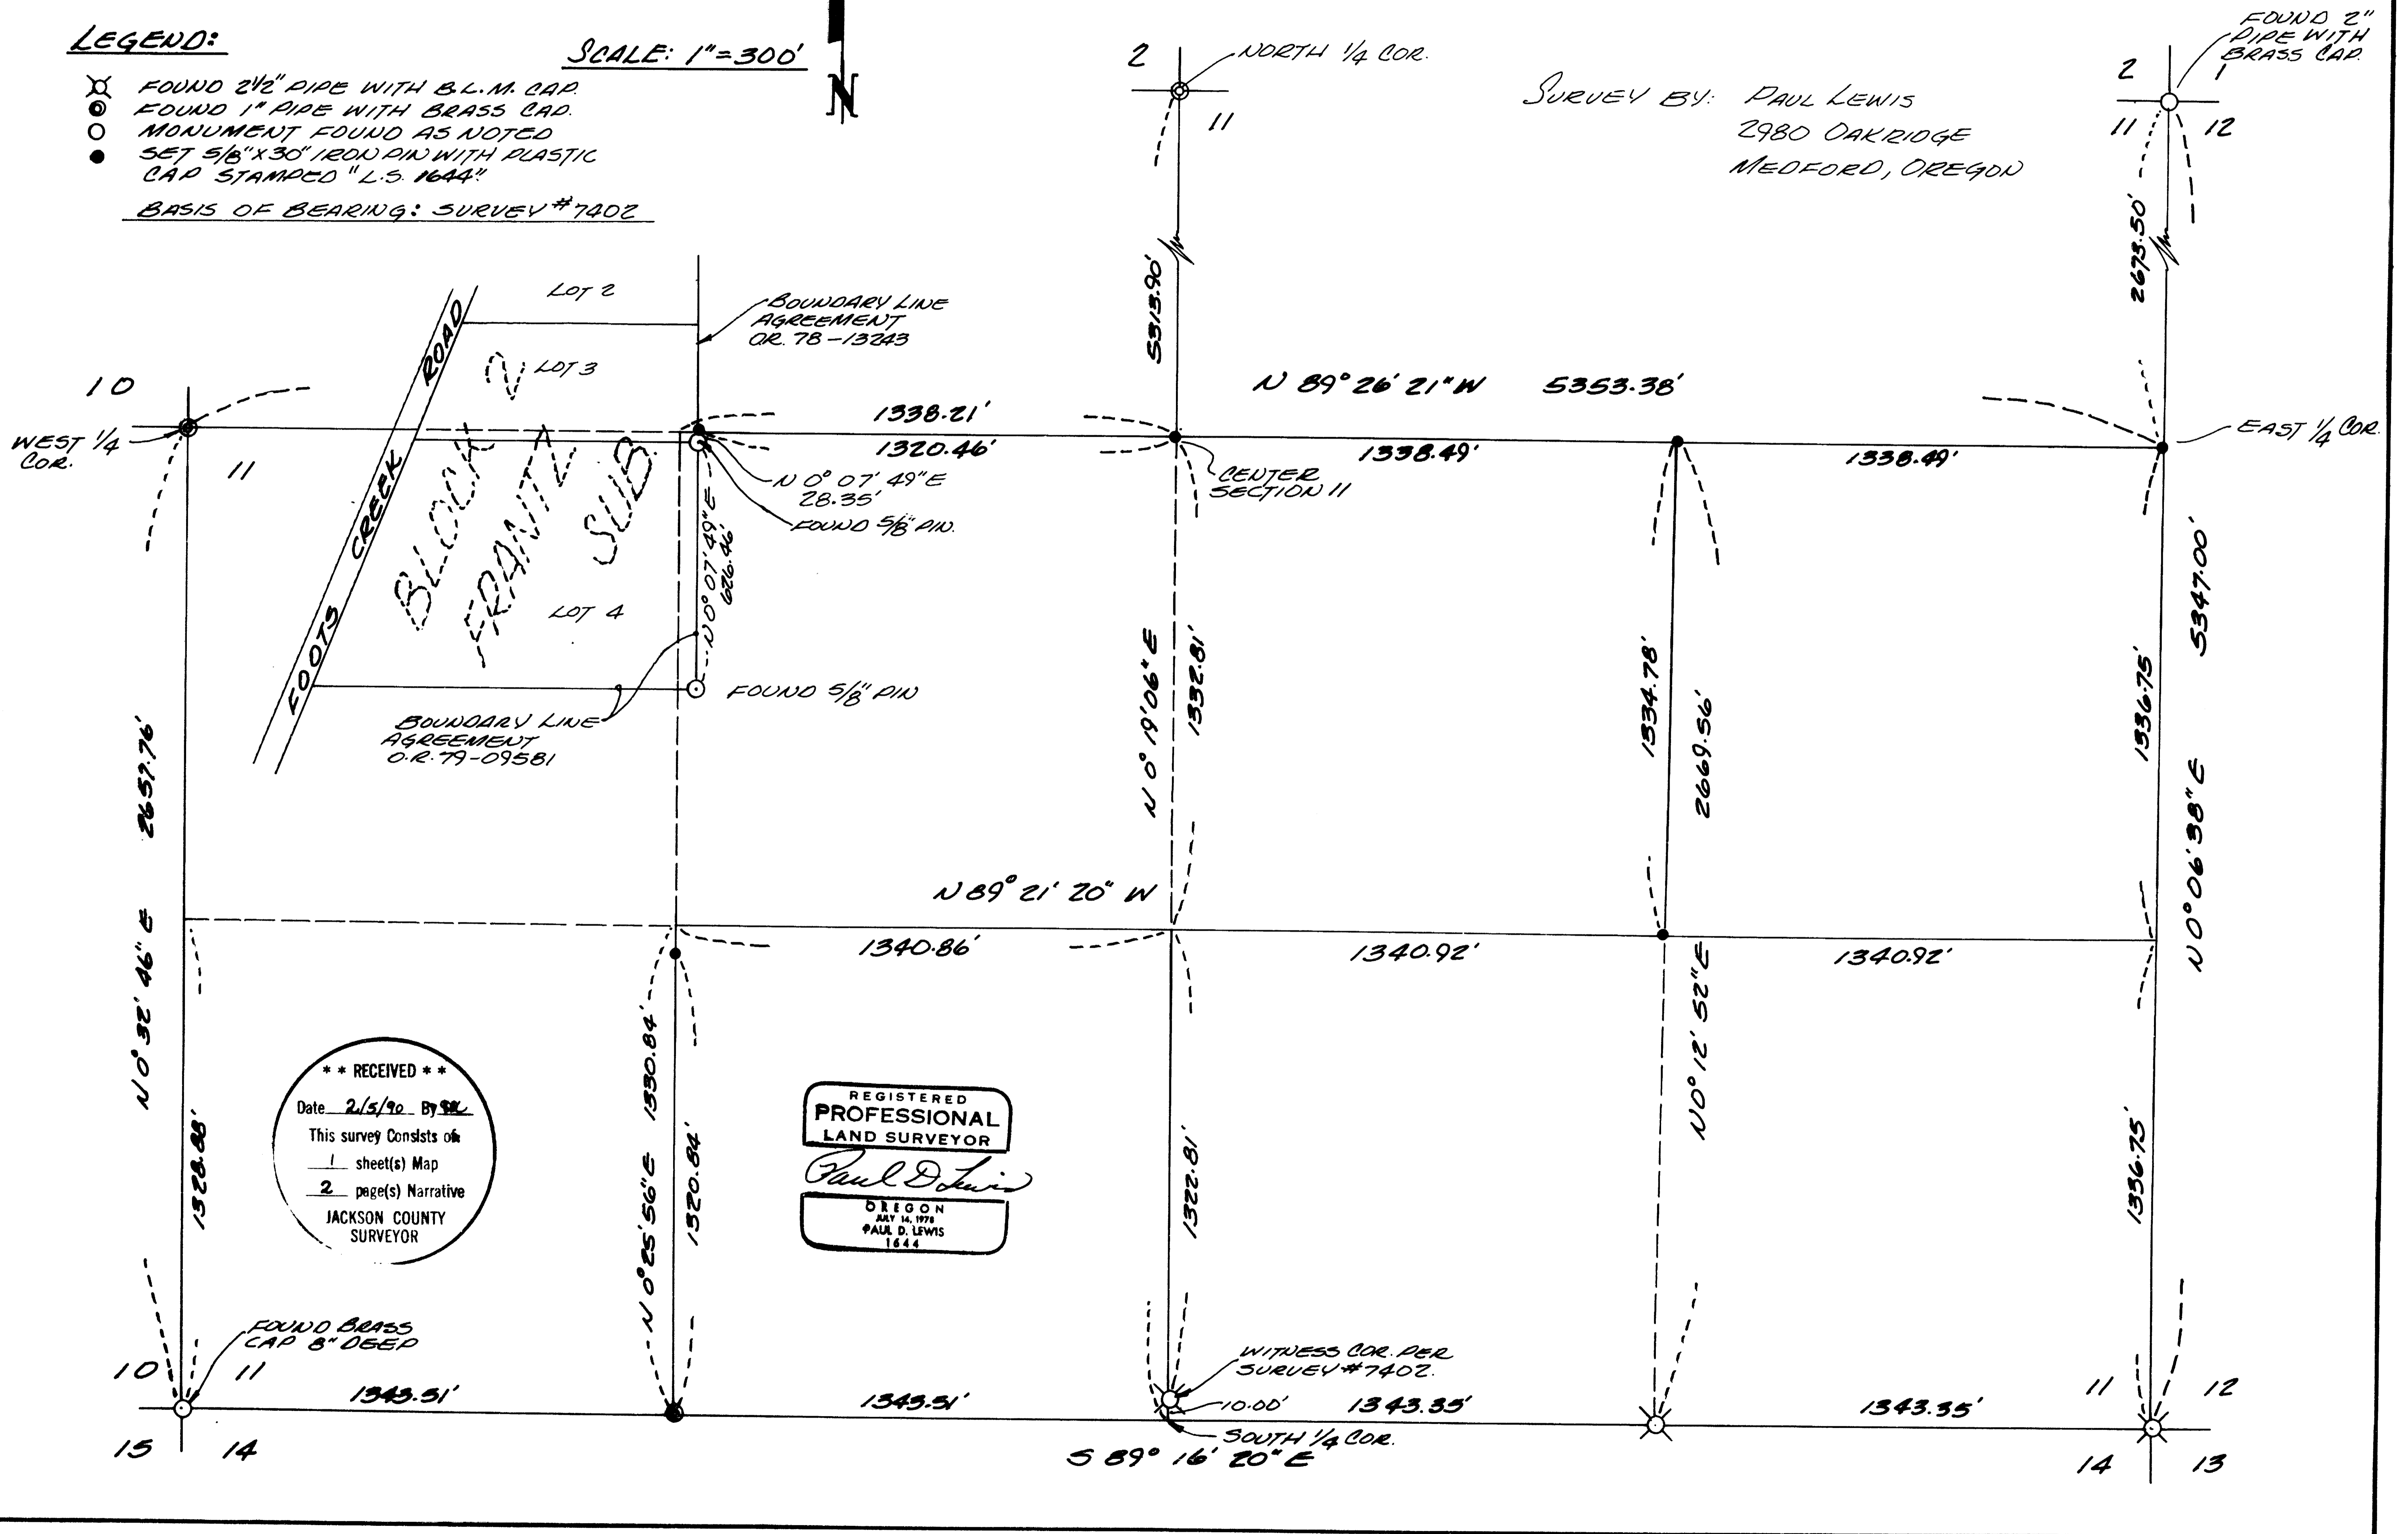 LEGEND:
FOUND 2½" PIPE WITH B.L.M. CAP.
FOUND 1" PIPE WITH BRASS CAP.
MONUMENT FOUND AS NOTED
SET 5/8" X 30" IRON PIN WITH PLASTIC
CAP STAMPED "L.S. 1644"
BASIS OF BEARING: SURVEY #7402
SCALE: 1"=300'
N
2
NORTH 1/4 COR.
11
SURVEY BY: PAUL LEWIS
2980 OAKRIDGE
MEDFORD, OREGON
FOUND 2"
PIPE WITH
BRASS CAP.
2 1
11 12
2673.50'
5313.90'
LOT 2
BOUNDARY LINE
AGREEMENT
O.R. 78-13243
LOT 3
FOOTS CREEK ROAD
BLOCK 2
FRANTZ
SUB.
LOT 4
10
WEST 1/4
COR.
11
1338.21'
1320.46'
N 89° 26' 21" W 5353.38'
1338.49'
1338.49'
EAST 1/4 COR.
N 0° 07' 49" E
28.35'
FOUND 5/8" PIN.
CENTER
SECTION 11
N 0° 07' 49" E
626.46'
FOUND 5/8" PIN
BOUNDARY LINE
AGREEMENT
O.R. 79-09581
2657.76'
N 0° 32' 46" E
N 0° 19' 06" E
1332.81'
1334.78'
2669.56'
1336.75'
5347.00'
N 0° 06' 38" E
N 89° 21' 20" W
1340.86'
1340.92'
1340.92'
1328.88'
N 0° 25' 56" E 1330.84'
1320.84'
1322.81'
N 0° 12' 52" E
1336.75'
* * RECEIVED * *
Date 2/5/90 By
This survey Consists of:
1 sheet(s) Map
2 page(s) Narrative
JACKSON COUNTY
SURVEYOR
REGISTERED
PROFESSIONAL
LAND SURVEYOR
Paul D Lewis
OREGON
JULY 14, 1978
PAUL D. LEWIS
1644
FOUND BRASS
CAP 8" DEEP
10 11
15 14
1343.51'
1343.51'
WITNESS COR. PER
SURVEY #7402.
10.00'
1343.35'
1343.35'
SOUTH 1/4 COR.
S 89° 16' 20" E
11 12
14 13